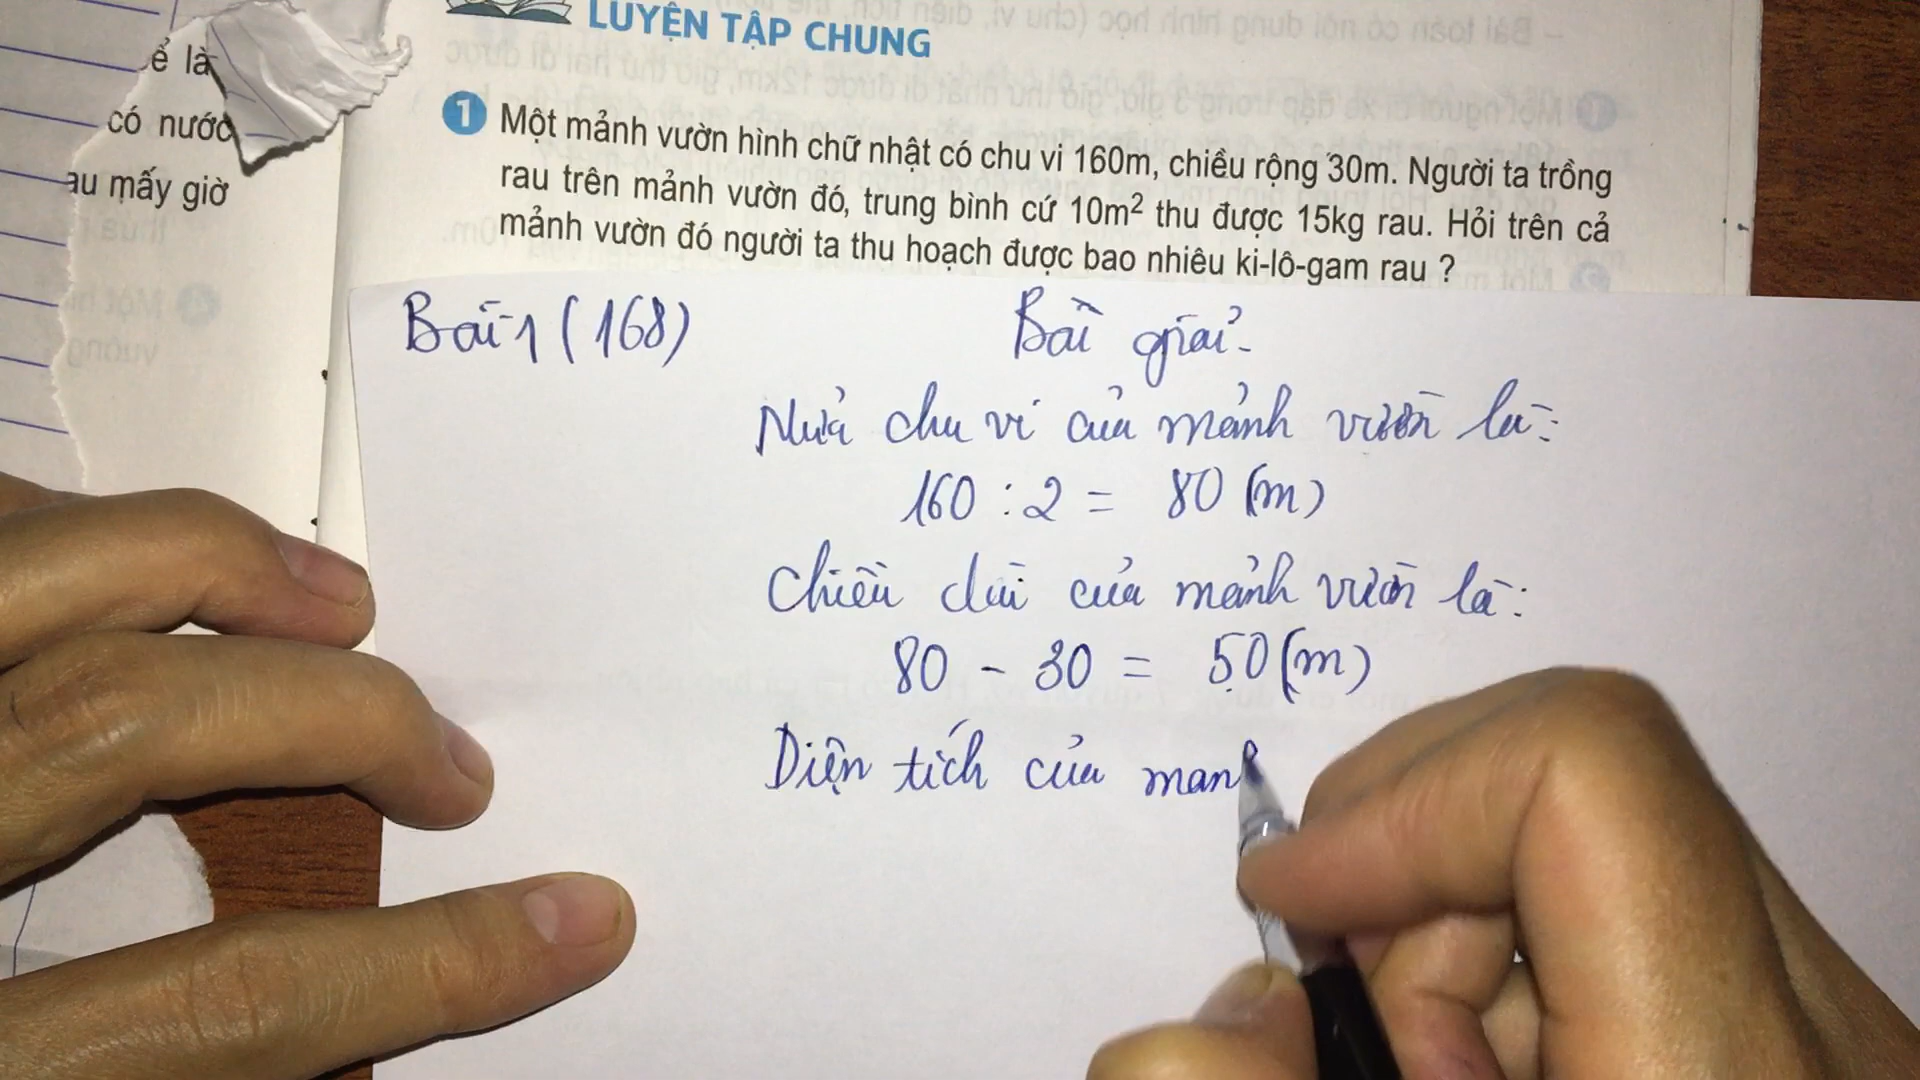 ể là
có nước
au mấy giờ
LUYỆN TẬP CHUNG
1 Một mảnh vườn hình chữ nhật có chu vi 160m, chiều rộng 30m. Người ta trồng
rau trên mảnh vườn đó, trung bình cứ 10m² thu được 15kg rau. Hỏi trên cả
mảnh vườn đó người ta thu hoạch được bao nhiêu ki-lô-gam rau ?
Bài 1 (168)
Bài giải
Nửa chu vi của mảnh vườn là:
160 : 2 = 80 (m)
Chiều dài của mảnh vườn là:
80 - 30 = 50 (m)
Diện tích của manh